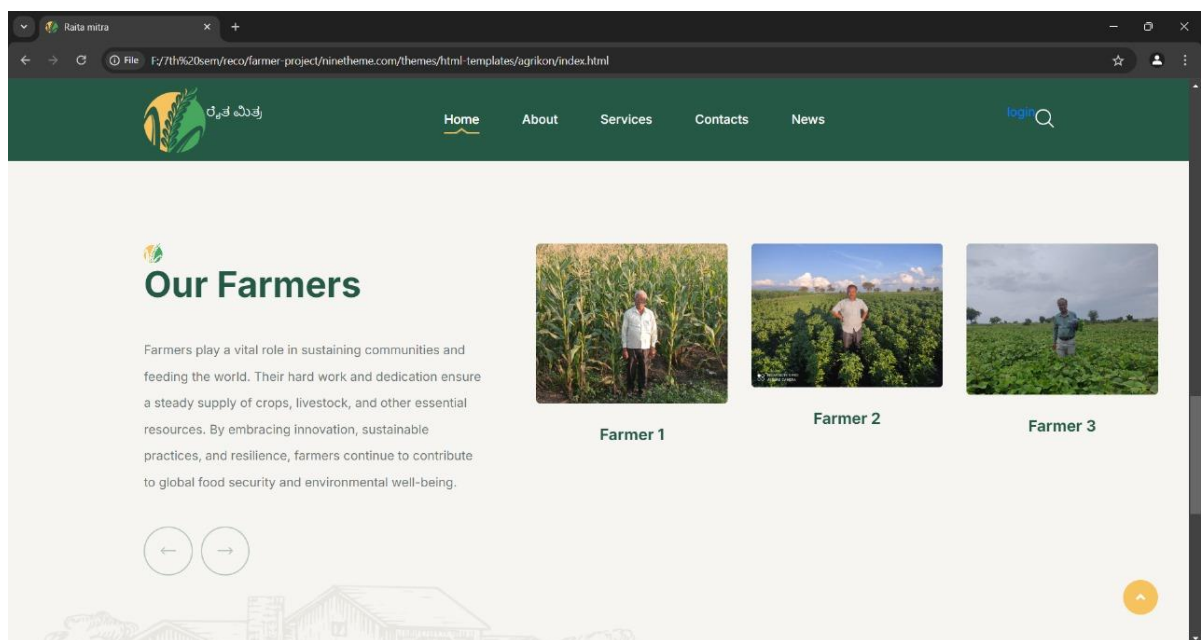 Raita mitra
File F:/7th%20sem/reco/farmer-project/ninetheme.com/themes/html-templates/agrikon/index.html
ರೈತ ಮಿತ್ರ
Home About Services Contacts News
login
Our Farmers
Farmers play a vital role in sustaining communities and
feeding the world. Their hard work and dedication ensure
a steady supply of crops, livestock, and other essential
resources. By embracing innovation, sustainable
practices, and resilience, farmers continue to contribute
to global food security and environmental well-being.
Farmer 1
Farmer 2
Farmer 3